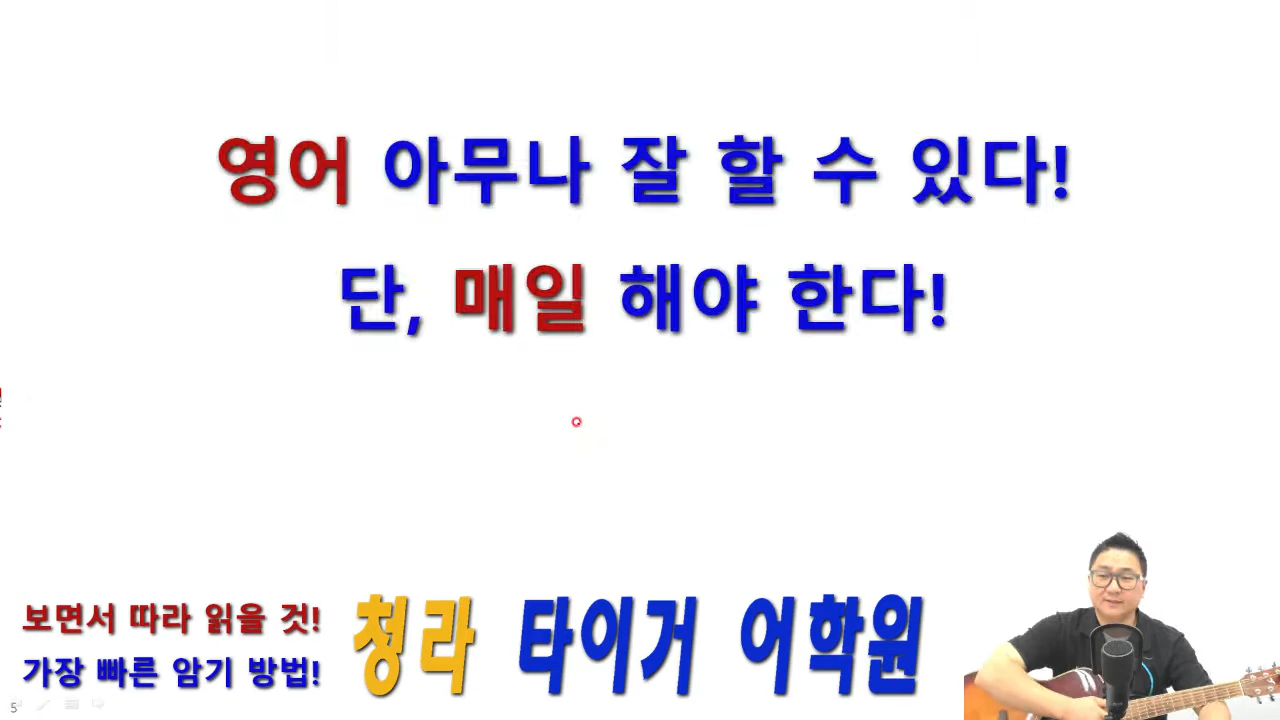 영어 아무나 잘 할 수 있다!
단, 매일 해야 한다!
보면서 따라 읽을 것!
가장 빠른 암기 방법!
청라 타이거 어학원
5